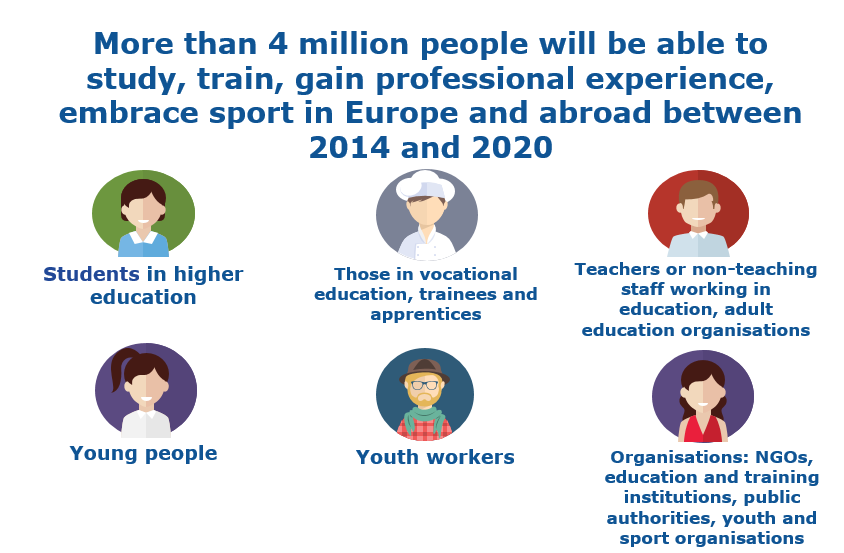 More than 4 million people will be able to
study, train, gain professional experience,
embrace sport in Europe and abroad between
2014 and 2020
Students in higher
education
Those in vocational
education, trainees and
apprentices
Teachers or non-teaching
staff working in
education, adult
education organisations
Young people
Youth workers
Organisations: NGOs,
education and training
institutions, public
authorities, youth and
sport organisations